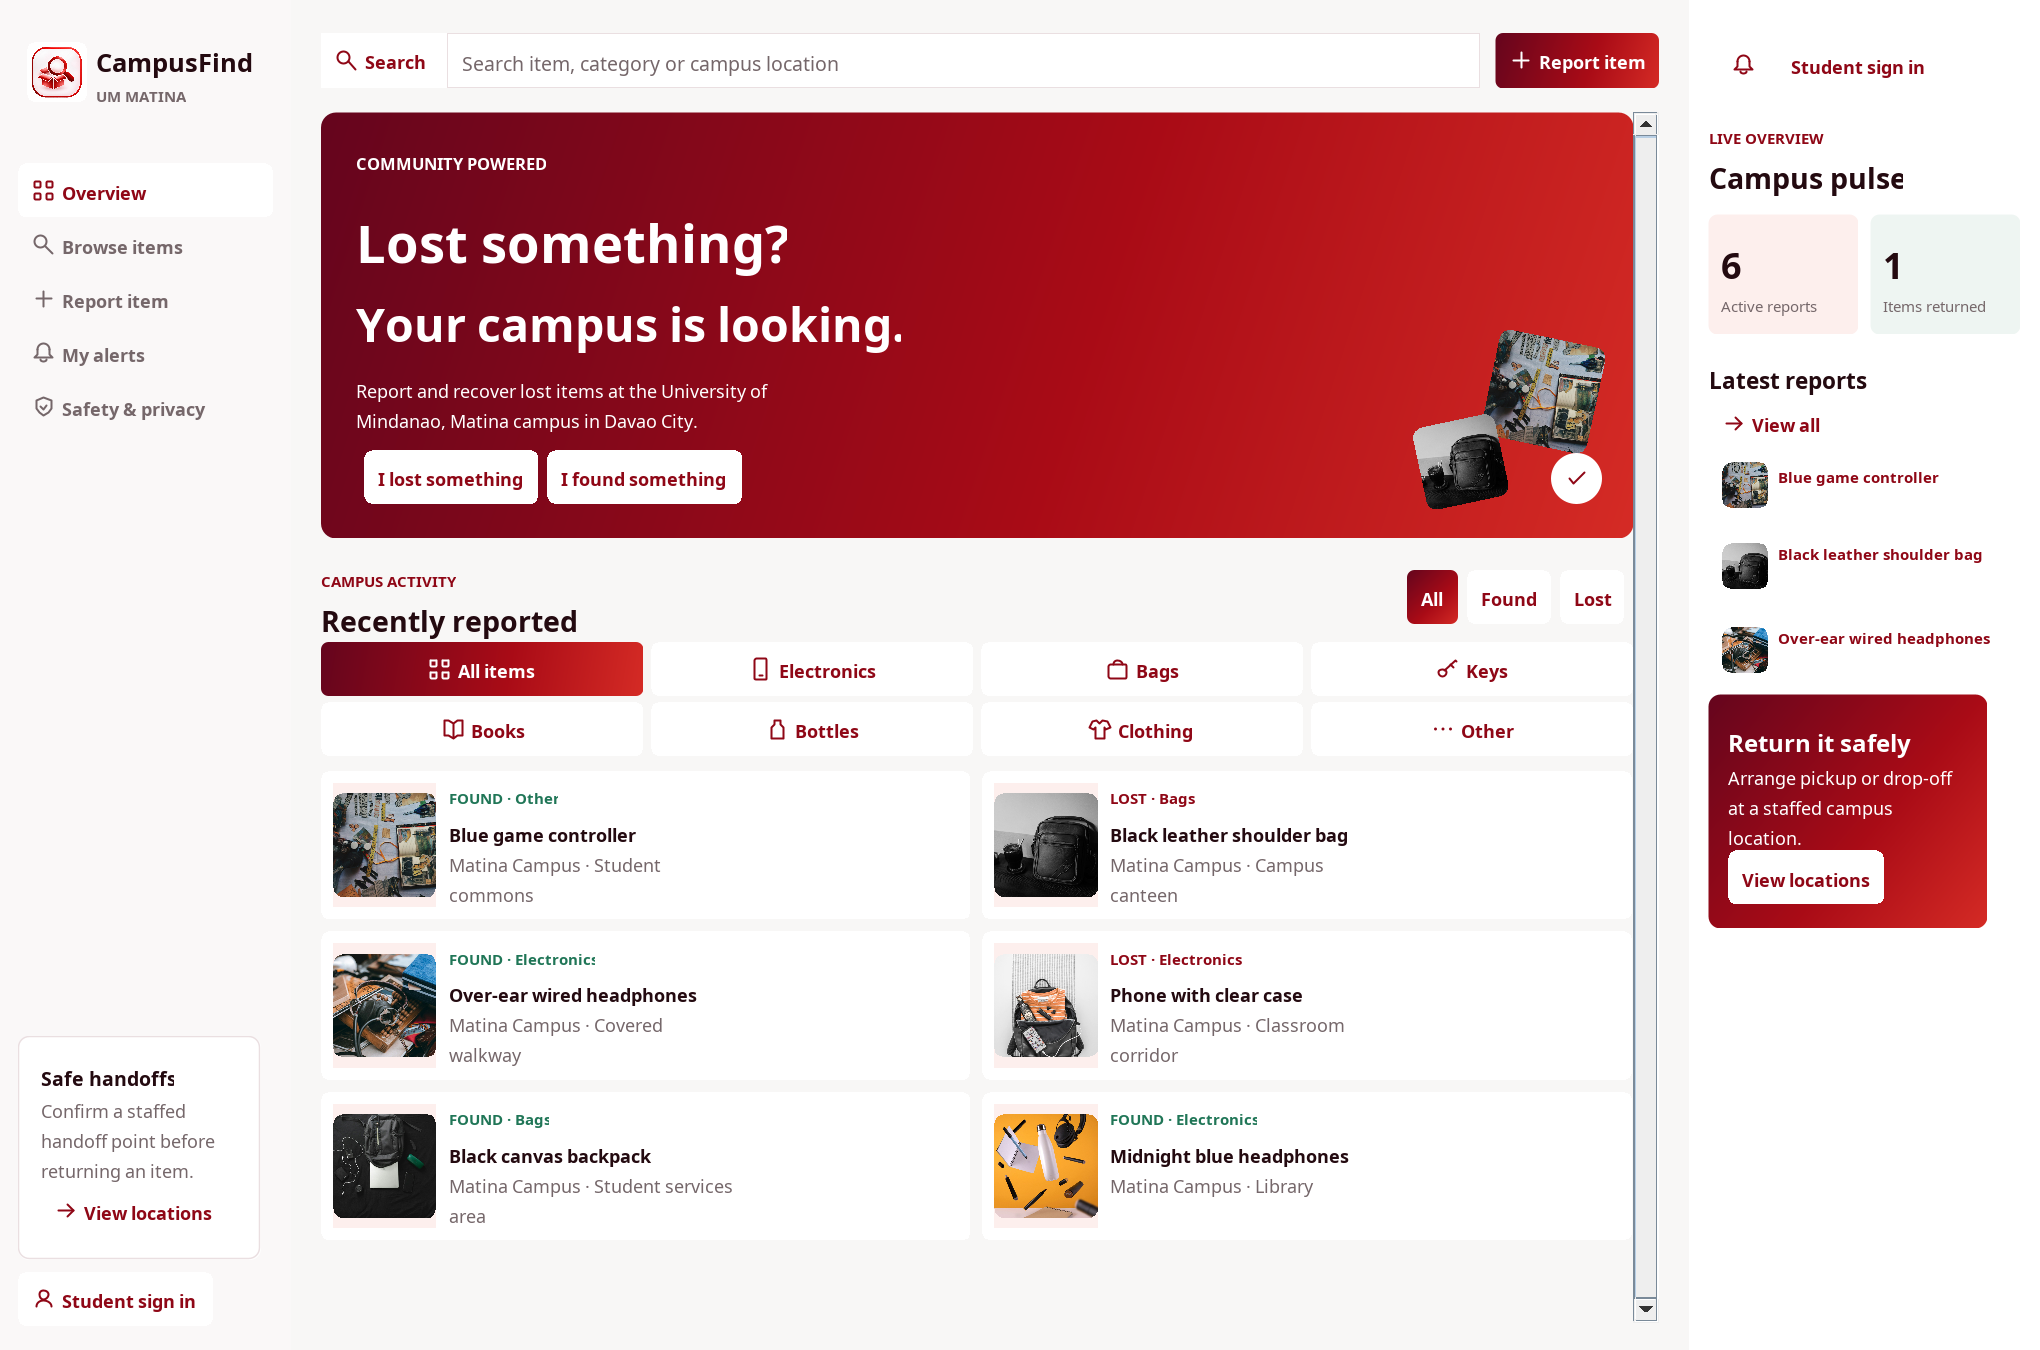 CampusFind
UM MATINA
Overview
Browse items
Report item
My alerts
Safety & privacy
Safe handoffs
Confirm a staffed
handoff point before
returning an item.
View locations
Student sign in
Search
Search item, category or campus location
Report item
COMMUNITY POWERED
Lost something?
Your campus is looking.
Report and recover lost items at the University of
Mindanao, Matina campus in Davao City.
I lost something
I found something
CAMPUS ACTIVITY
Recently reported
All
Found
Lost
All items
Electronics
Bags
Keys
Books
Bottles
Clothing
Other
FOUND · Other
Blue game controller
Matina Campus · Student
commons
LOST · Bags
Black leather shoulder bag
Matina Campus · Campus
canteen
FOUND · Electronics
Over-ear wired headphones
Matina Campus · Covered
walkway
LOST · Electronics
Phone with clear case
Matina Campus · Classroom
corridor
FOUND · Bags
Black canvas backpack
Matina Campus · Student services
area
FOUND · Electronics
Midnight blue headphones
Matina Campus · Library
Student sign in
LIVE OVERVIEW
Campus pulse
6
Active reports
1
Items returned
Latest reports
View all
Blue game controller
Black leather shoulder bag
Over-ear wired headphones
Return it safely
Arrange pickup or drop-off
at a staffed campus
location.
View locations